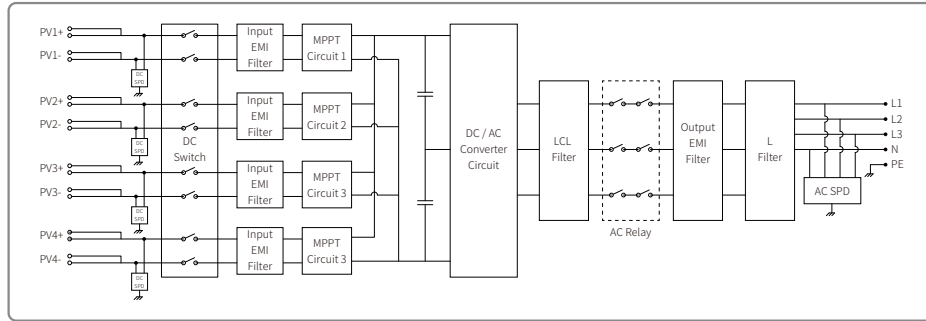 PV1+
PV1-
DC
SPD
PV2+
PV2-
DC
SPD
PV3+
PV3-
DC
SPD
PV4+
PV4-
DC
SPD
DC
Switch
Input
EMI
Filter
MPPT
Circuit 1
Input
EMI
Filter
MPPT
Circuit 2
Input
EMI
Filter
MPPT
Circuit 3
Input
EMI
Filter
MPPT
Circuit 3
DC / AC
Converter
Circuit
LCL
Filter
AC Relay
Output
EMI
Filter
L
Filter
L1
L2
L3
N
PE
AC SPD